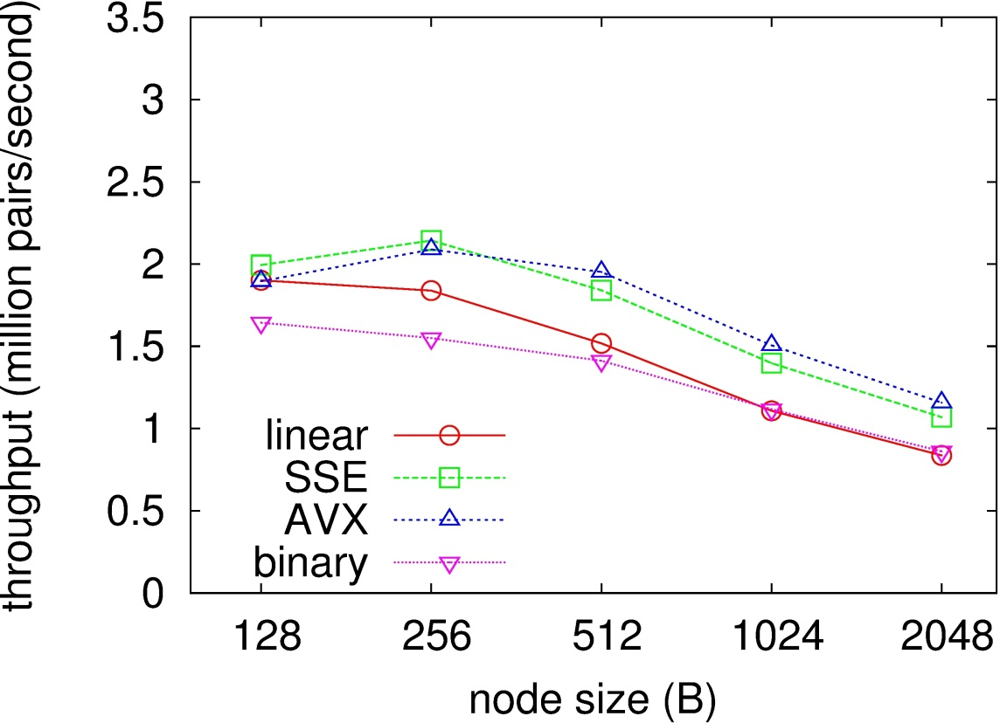 throughput (million pairs/second)
3.5
3
2.5
2
1.5
1
0.5
0
linear
SSE
AVX
binary
128 256 512 1024 2048
node size (B)